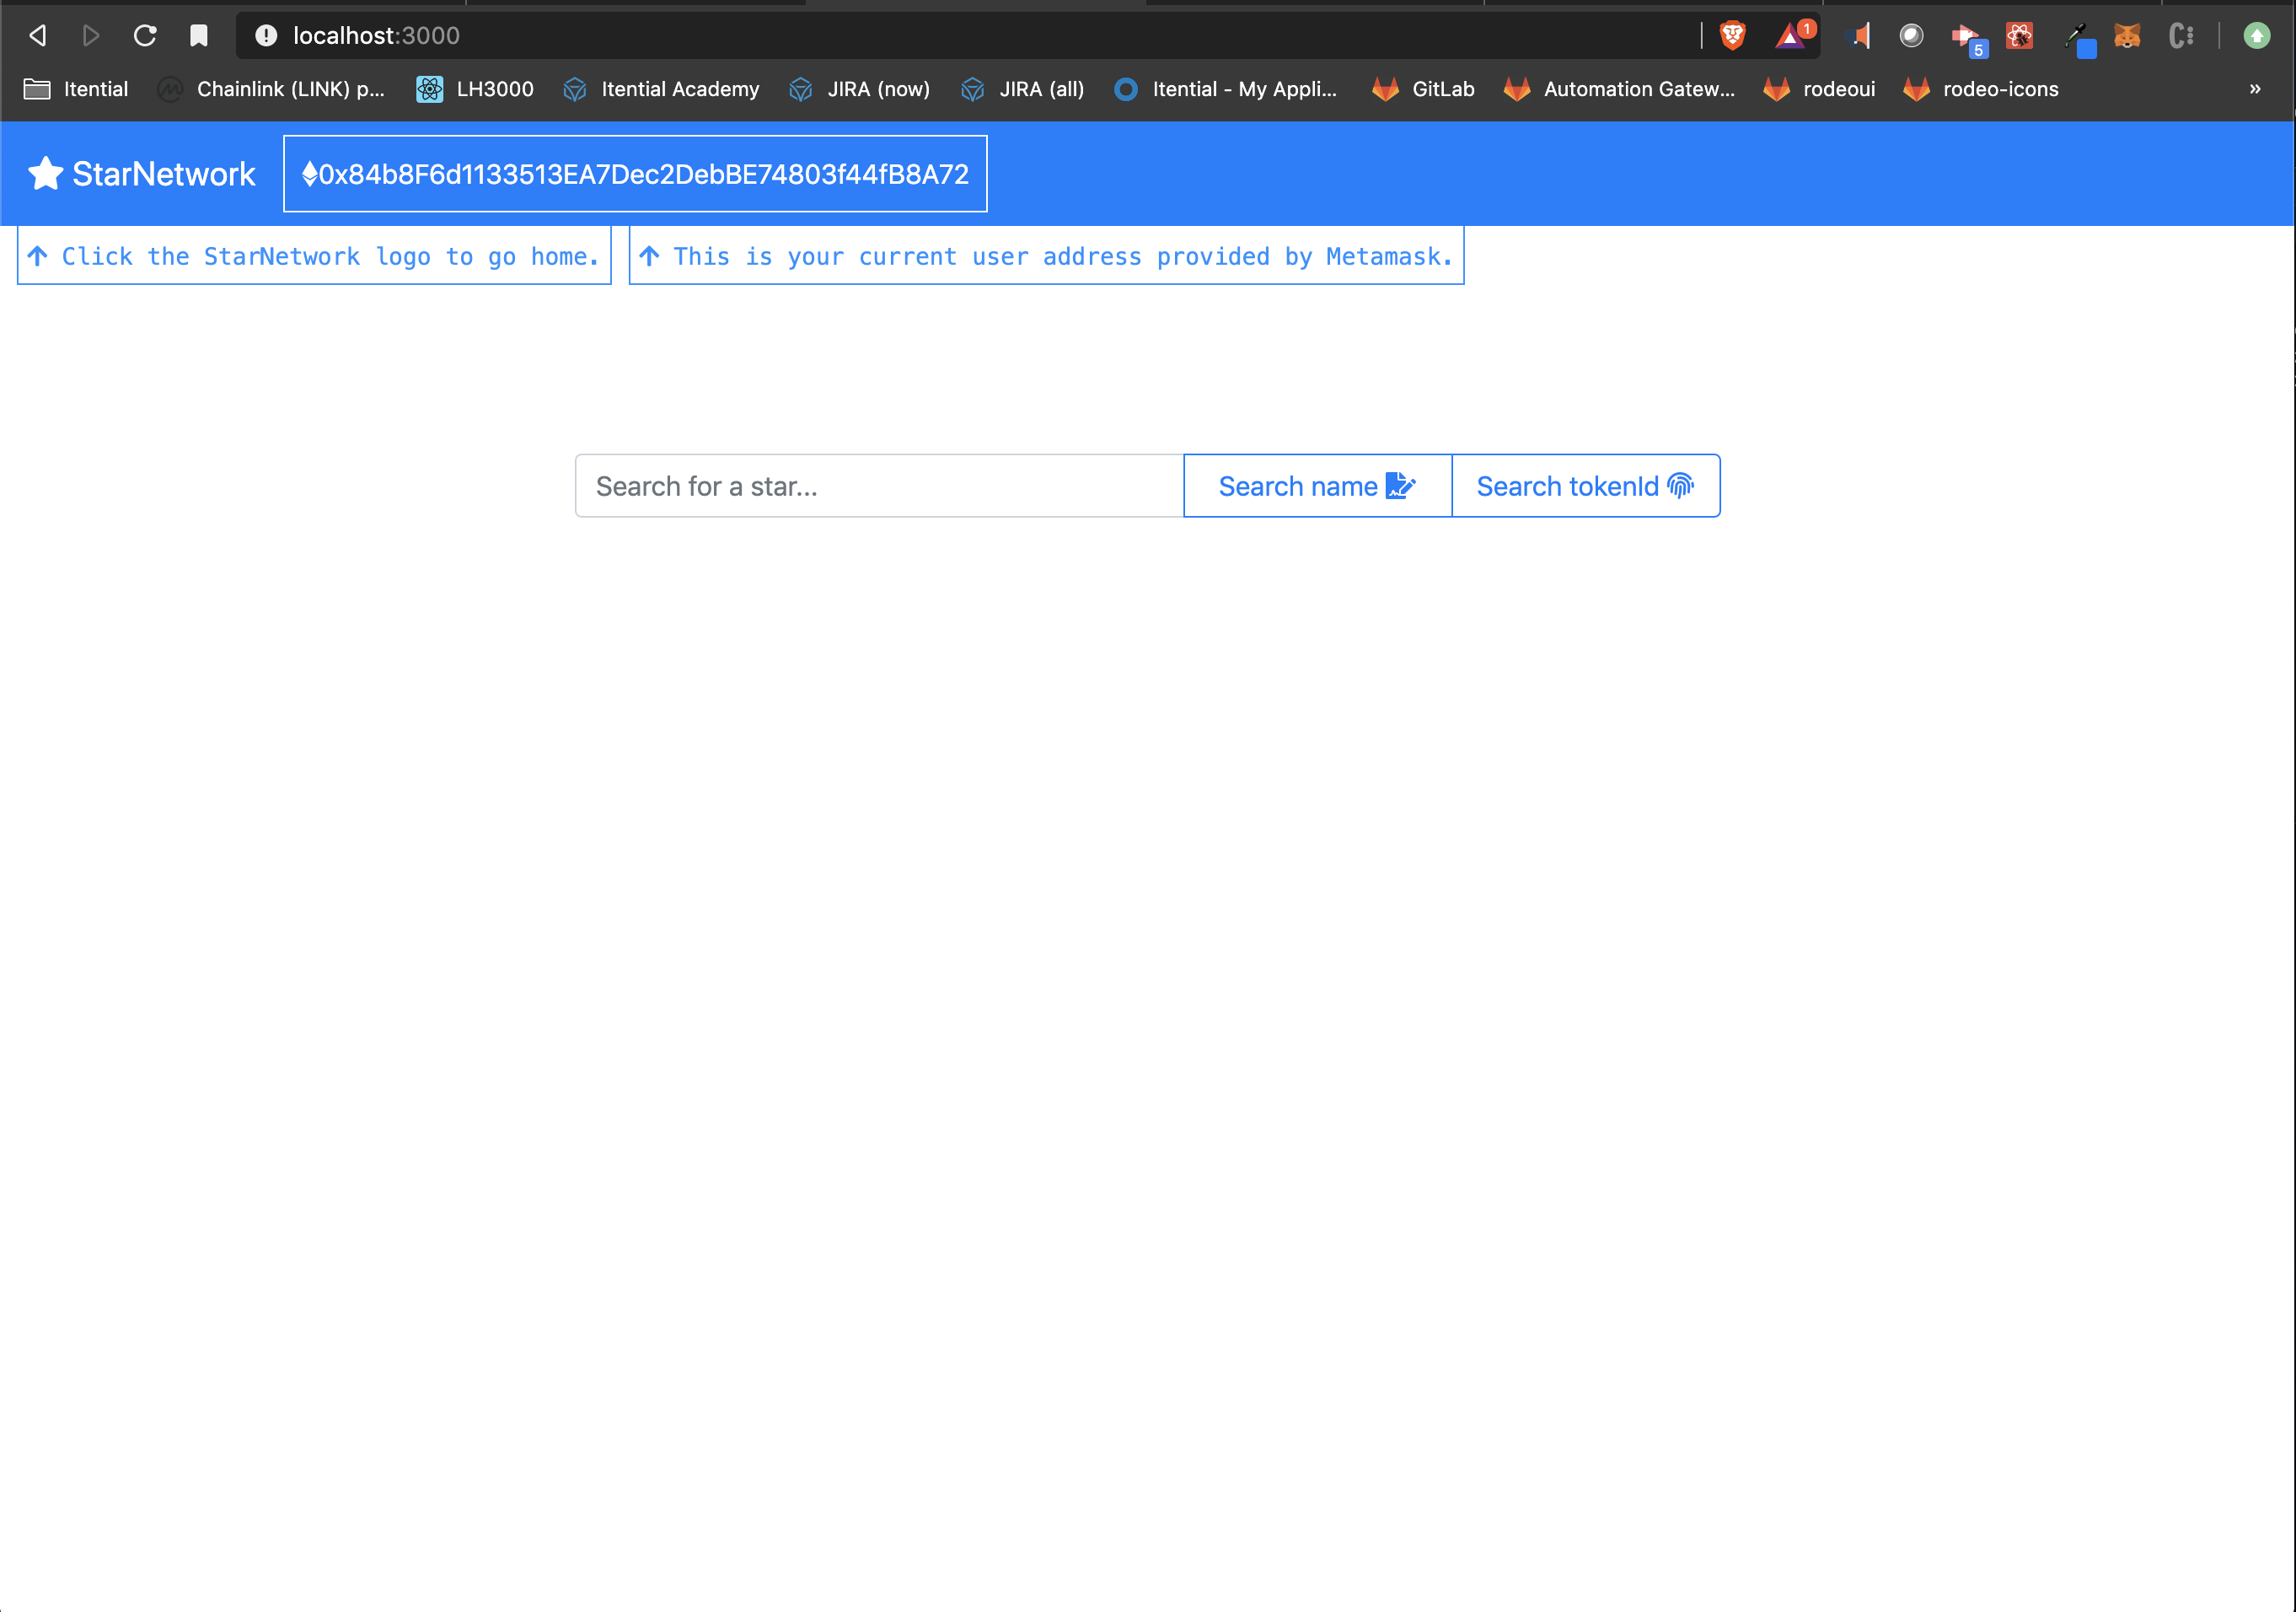 localhost:3000
1
5
Itential
Chainlink (LINK) p...
LH3000
Itential Academy
JIRA (now)
JIRA (all)
Itential - My Appli...
GitLab
Automation Gatew...
rodeoui
rodeo-icons
»
StarNetwork
0x84b8F6d1133513EA7Dec2DebBE74803f44fB8A72
Click the StarNetwork logo to go home.
This is your current user address provided by Metamask.
Search for a star...
Search name
Search tokenId